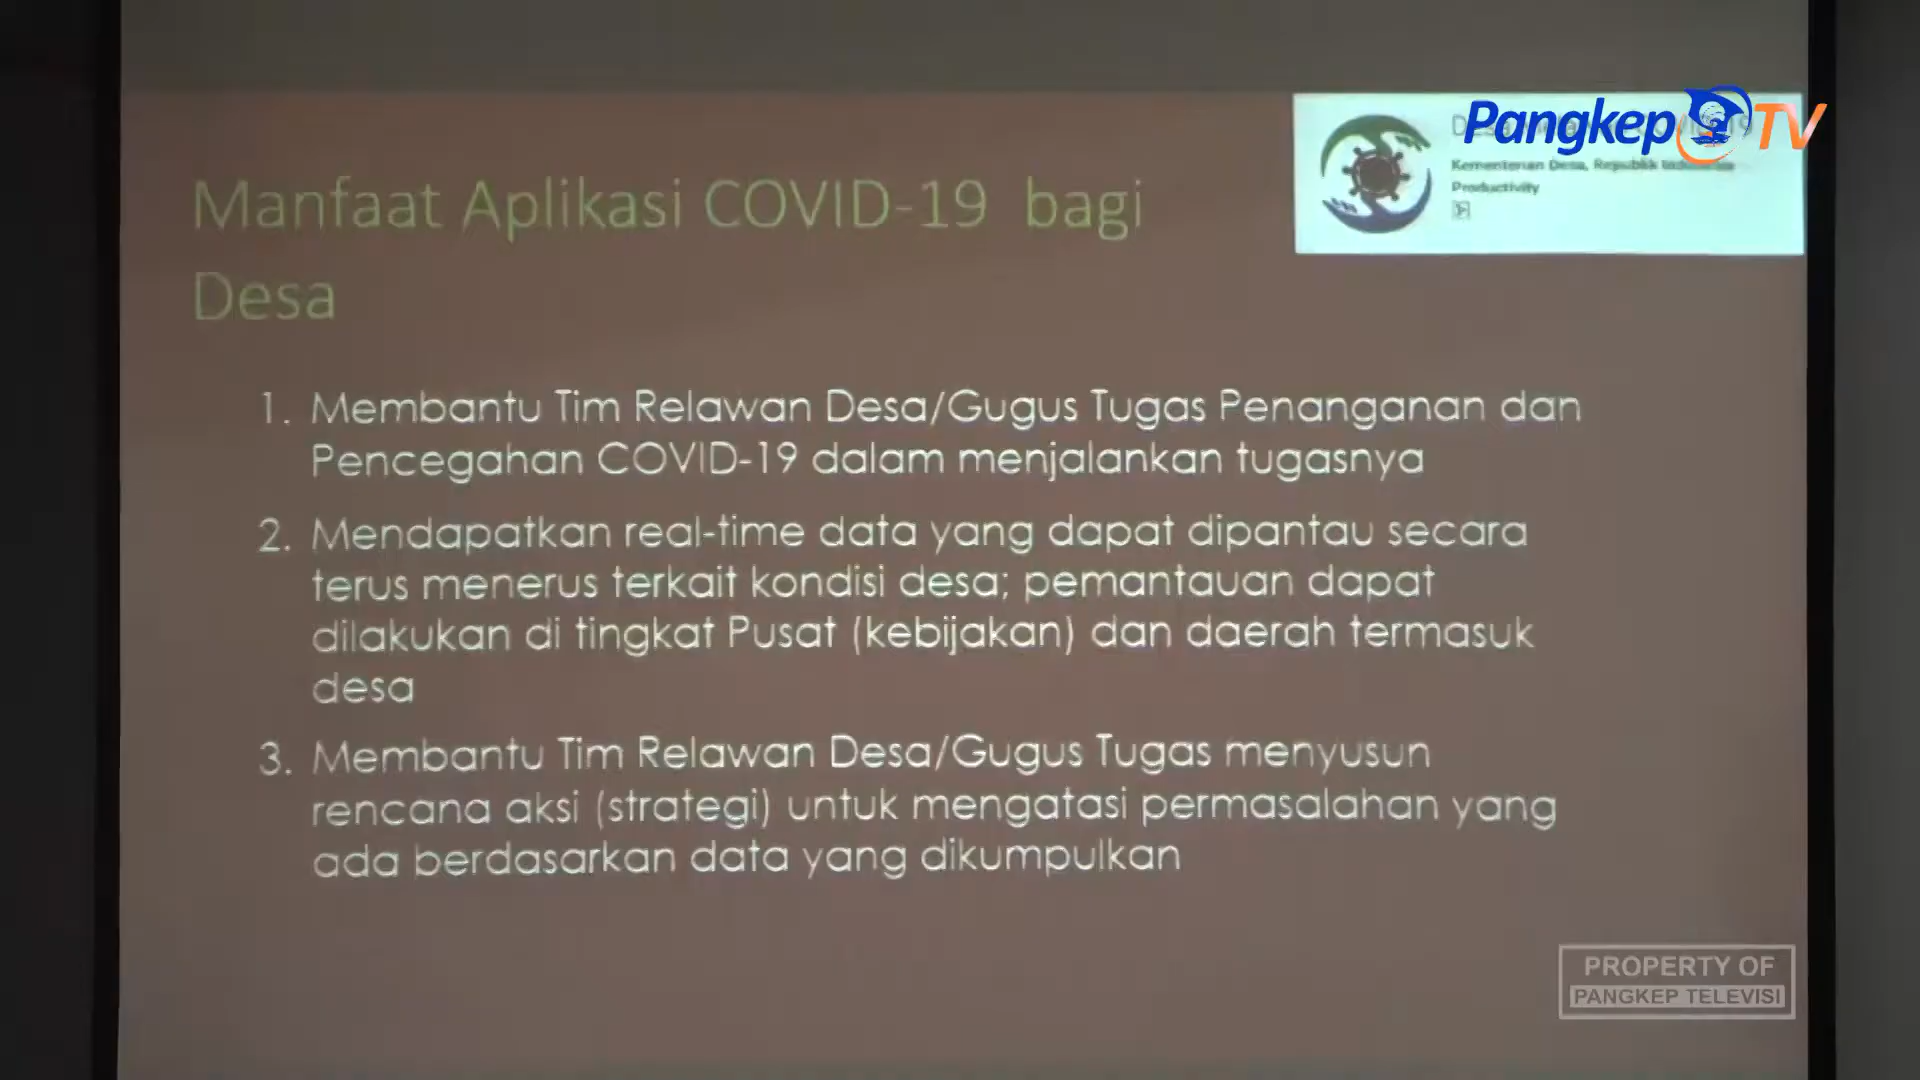 Pangkep TV
Kementerian Desa, Republik Indonesia
Productivity
Manfaat Aplikasi COVID-19 bagi
Desa
1. Membantu Tim Relawan Desa/Gugus Tugas Penanganan dan
Pencegahan COVID-19 dalam menjalankan tugasnya
2. Mendapatkan real-time data yang dapat dipantau secara
terus menerus terkait kondisi desa; pemantauan dapat
dilakukan di tingkat Pusat (kebijakan) dan daerah termasuk
desa
3. Membantu Tim Relawan Desa/Gugus Tugas menyusun
rencana aksi (strategi) untuk mengatasi permasalahan yang
ada berdasarkan data yang dikumpulkan
PROPERTY OF
PANGKEP TELEVISI